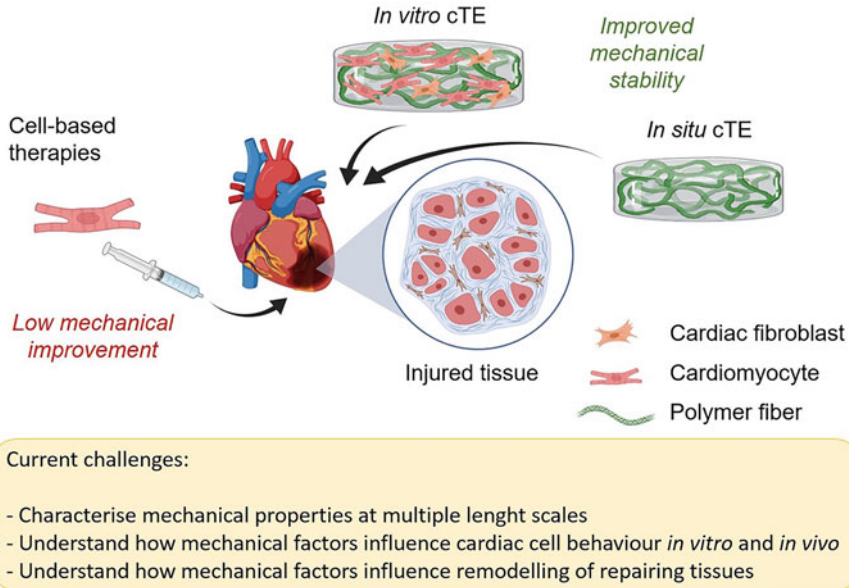 In vitro cTE
Improved
mechanical
stability
Cell-based
therapies
In situ cTE
Low mechanical
improvement
Injured tissue
Cardiac fibroblast
Cardiomyocyte
Polymer fiber
Current challenges:
- Characterise mechanical properties at multiple lenght scales
- Understand how mechanical factors influence cardiac cell behaviour in vitro and in vivo
- Understand how mechanical factors influence remodelling of repairing tissues